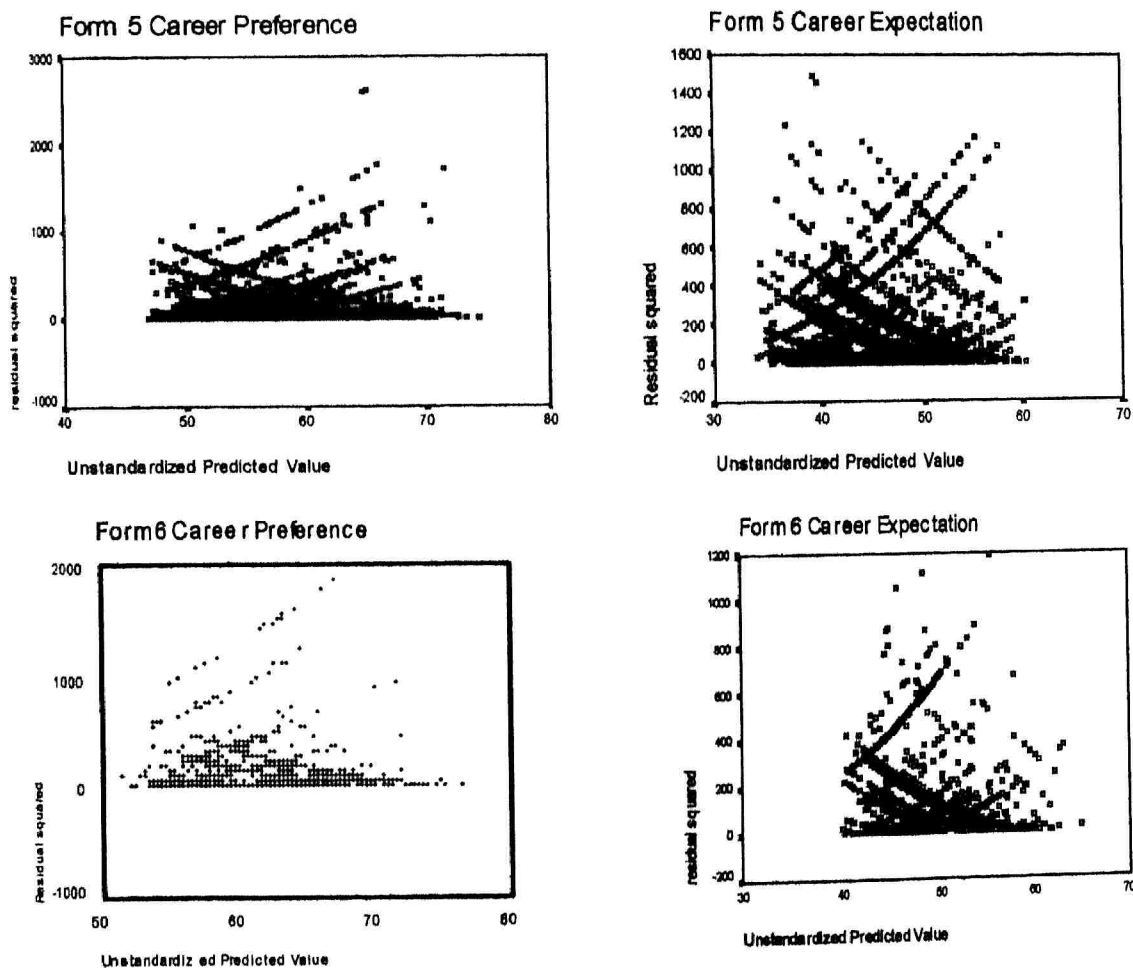 Form 5 Career Preference
3000
2000
1000
0
-1000
residual squared
40 50 60 70 80
Unstandardized Predicted Value
Form 5 Career Expectation
1600
1400
1200
1000
800
600
400
200
0
-200
Residual squared
30 40 50 60 70
Unstandardized Predicted Value
Form6 Career Preference
2000
1000
0
-1000
Residual squared
50 60 70 80
Unstandardiz ed Predicted Value
Form 6 Career Expectation
1200
1000
800
600
400
200
0
-200
residual squared
30 40 50 60 70
Unstandardized Predicted Value